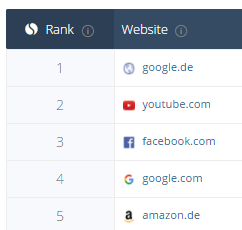 Rank Website
1 google.de
2 youtube.com
3 facebook.com
4 google.com
5 amazon.de